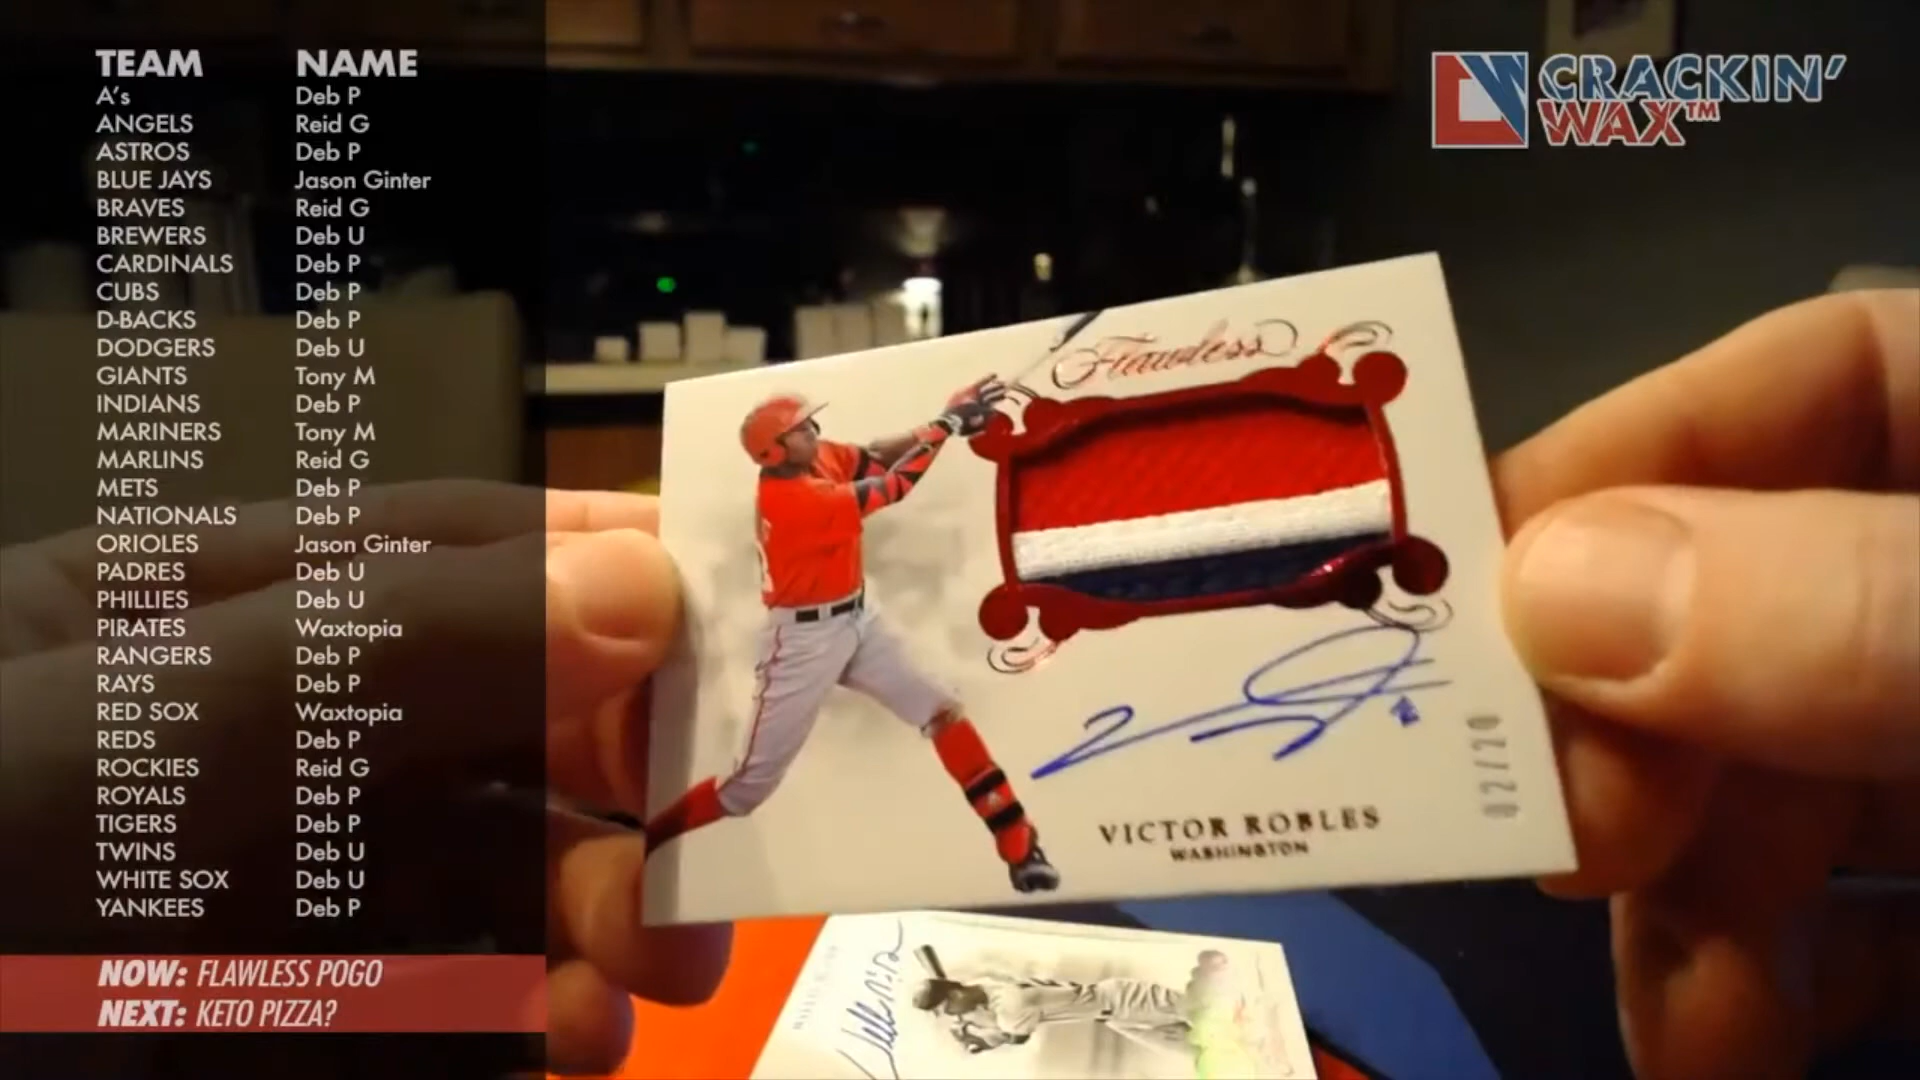 TEAM NAME
A's Deb P
ANGELS Reid G
ASTROS Deb P
BLUE JAYS Jason Ginter
BRAVES Reid G
BREWERS Deb U
CARDINALS Deb P
CUBS Deb P
D-BACKS Deb P
DODGERS Deb U
GIANTS Tony M
INDIANS Deb P
MARINERS Tony M
MARLINS Reid G
METS Deb P
NATIONALS Deb P
ORIOLES Jason Ginter
PADRES Deb U
PHILLIES Deb U
PIRATES Waxtopia
RANGERS Deb P
RAYS Deb P
RED SOX Waxtopia
REDS Deb P
ROCKIES Reid G
ROYALS Deb P
TIGERS Deb P
TWINS Deb U
WHITE SOX Deb U
YANKEES Deb P
NOW: FLAWLESS POGO
NEXT: KETO PIZZA?
CRACKIN'
WAX™
Flawless
VICTOR ROBLES
WASHINGTON
02/20